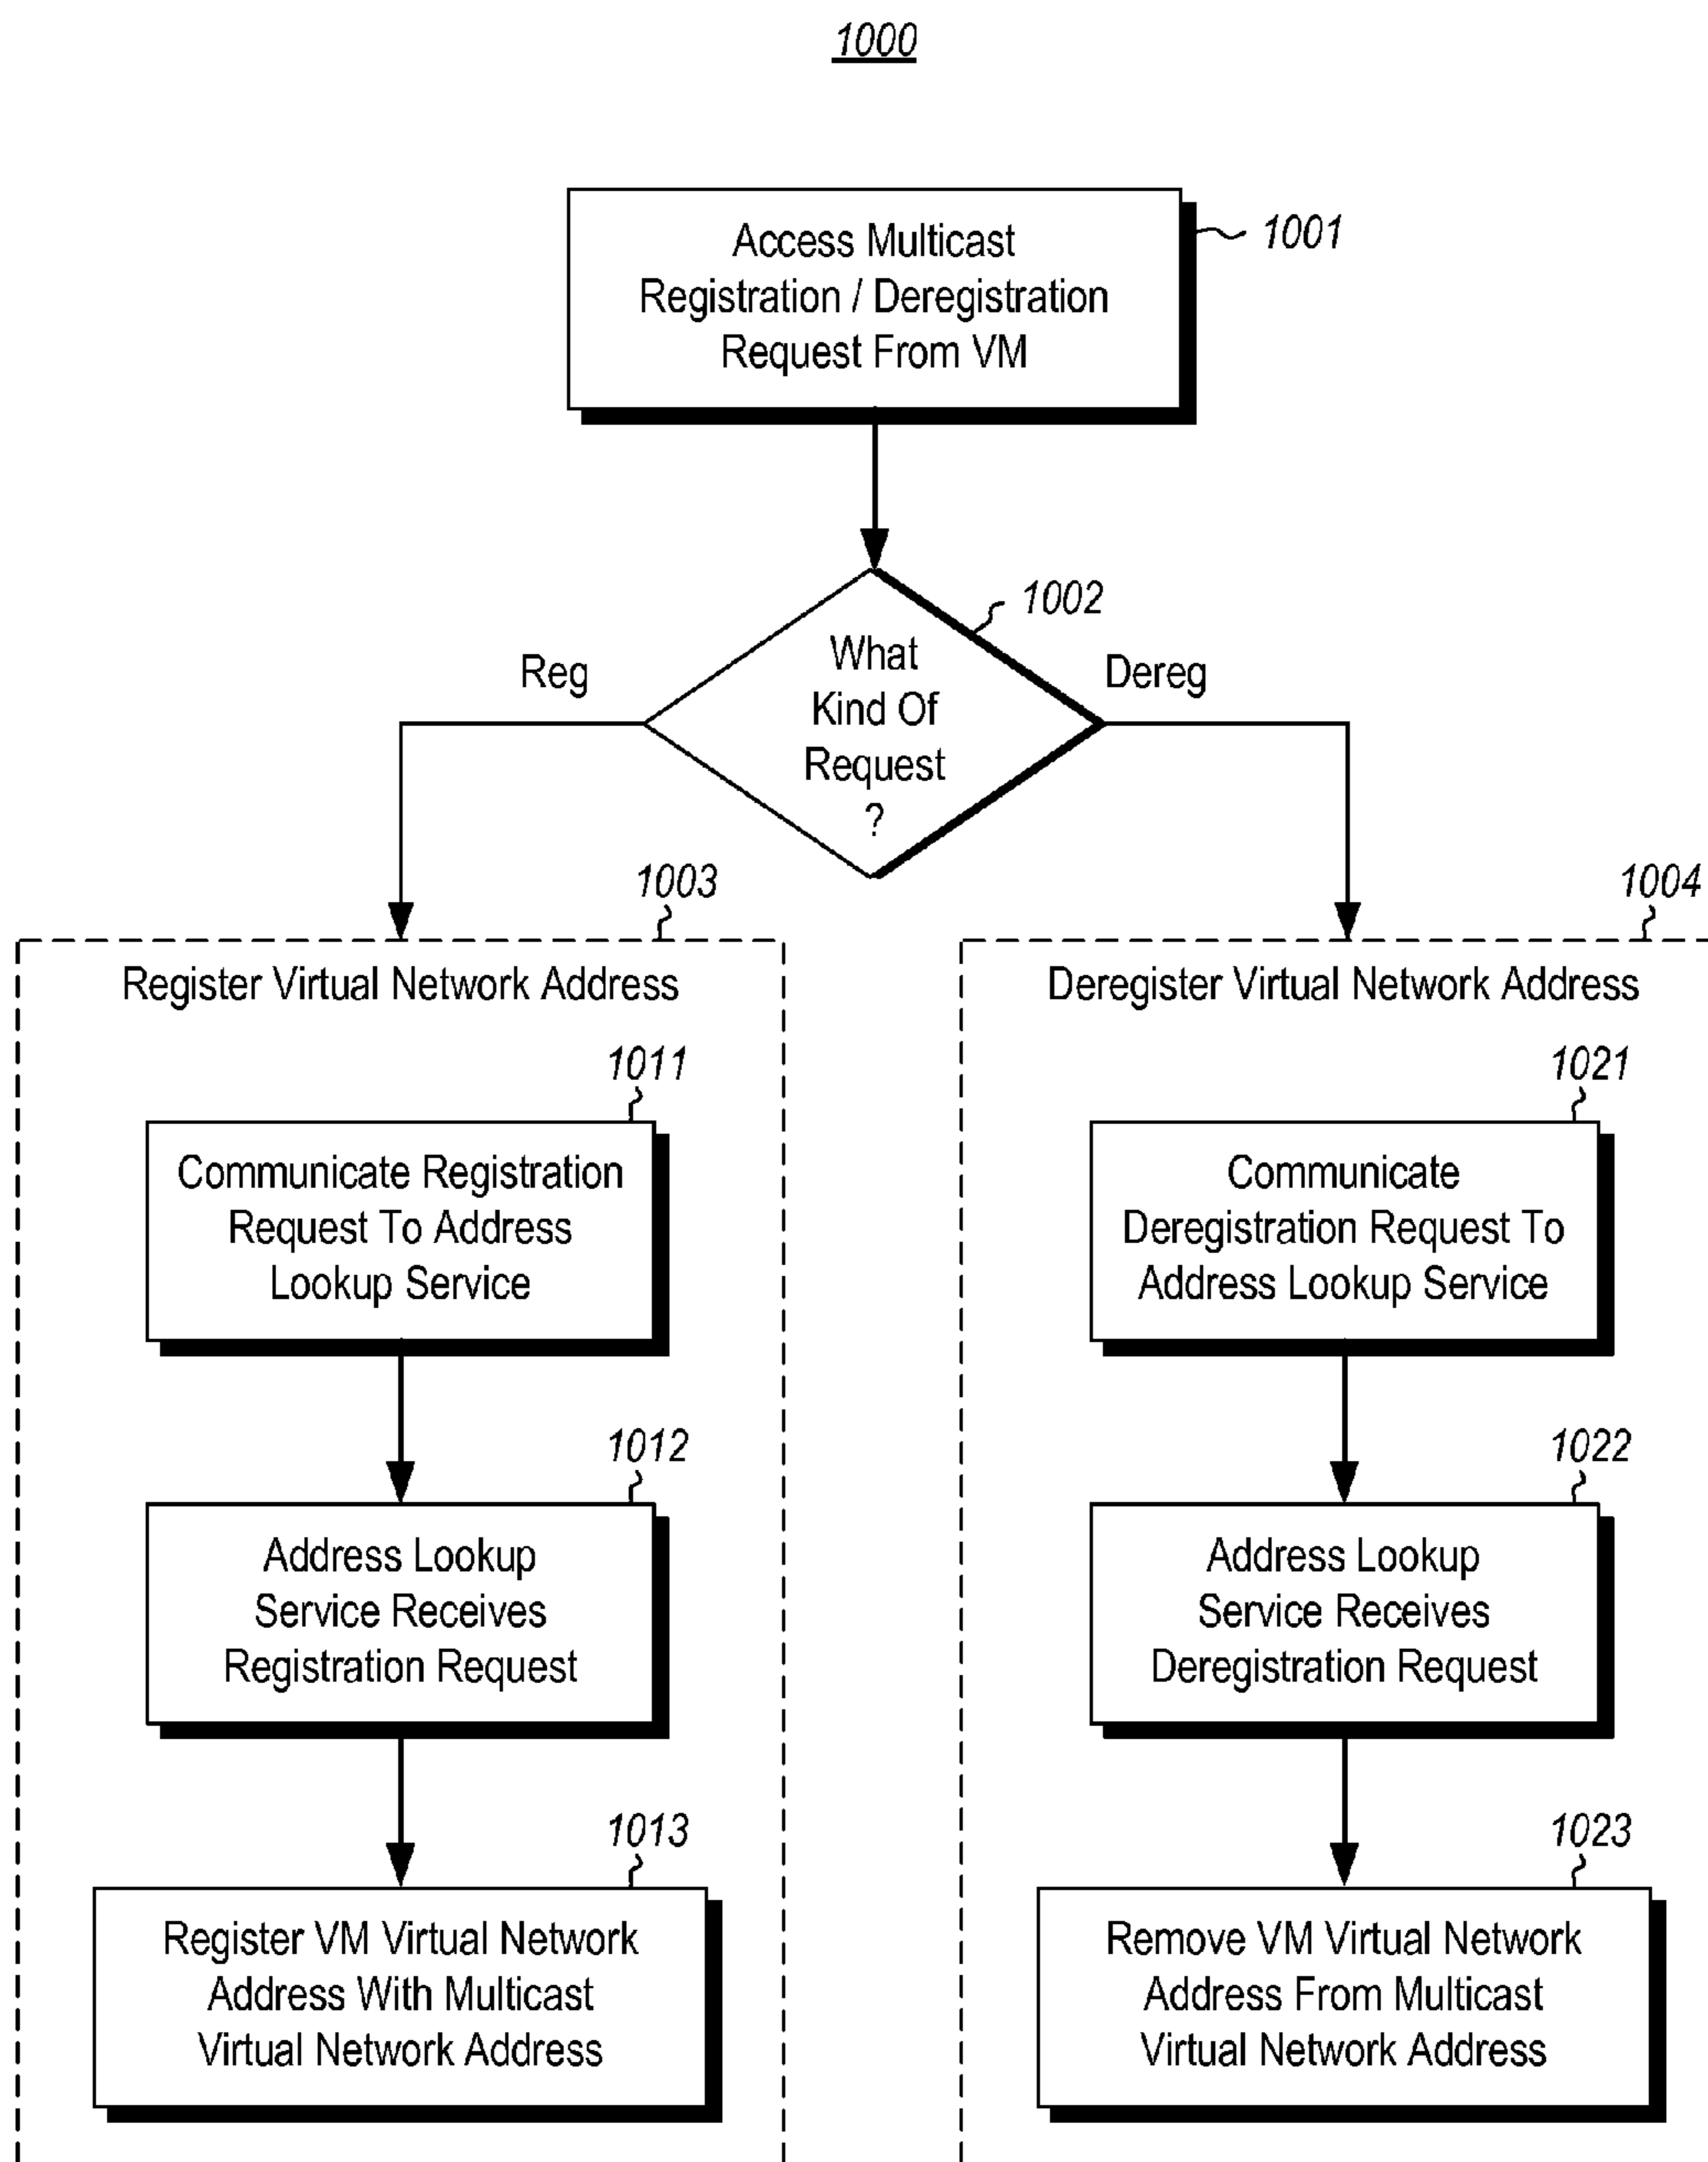 1000
Access Multicast
Registration / Deregistration
Request From VM
1001
1002
What
Kind Of
Request
?
Reg
Dereg
1003
Register Virtual Network Address
1011
Communicate Registration
Request To Address
Lookup Service
1012
Address Lookup
Service Receives
Registration Request
1013
Register VM Virtual Network
Address With Multicast
Virtual Network Address
1004
Deregister Virtual Network Address
1021
Communicate
Deregistration Request To
Address Lookup Service
1022
Address Lookup
Service Receives
Deregistration Request
1023
Remove VM Virtual Network
Address From Multicast
Virtual Network Address